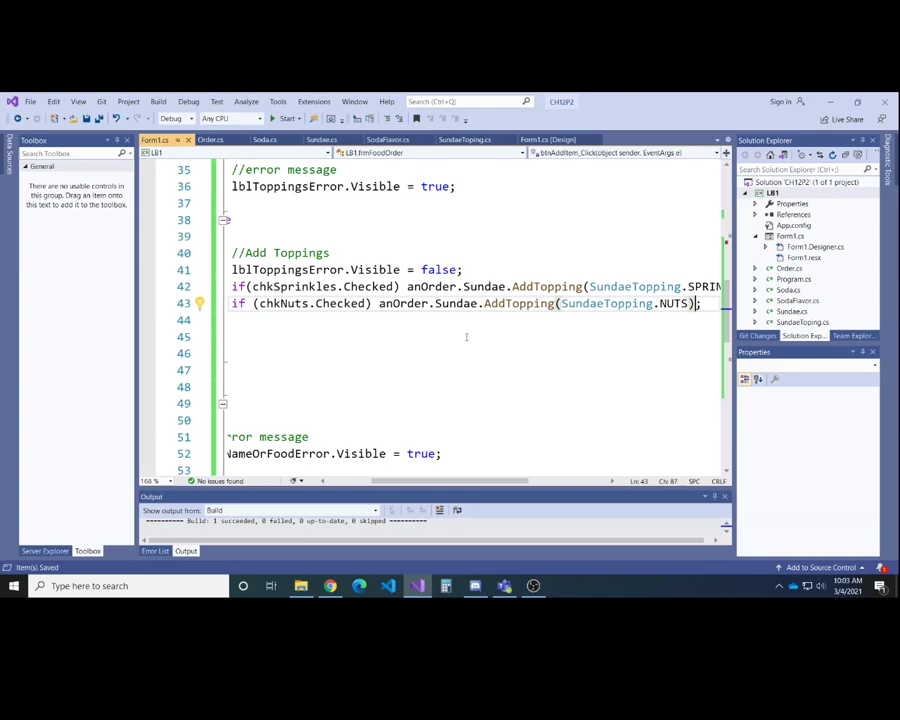 File Edit View Git Project Build Debug Test Analyze Tools Extensions Window Help Search (Ctrl+Q) CH12P2 Sign in
Debug Any CPU Start Live Share
Data Sources
Toolbox
Search Toolbox
General
There are no usable controls in
this group. Drag an item onto
this text to add it to the toolbox.
Server Explorer Toolbox
Form1.cs Order.cs Soda.cs Sundae.cs SodaFlavor.cs SundaeToping.cs Form1.cs [Design]
LB1 LB1.frmFoodOrder btnAddItem_Click(object sender, EventArgs e)
35 //error message
36 lblToppingsError.Visible = true;
37
38 e
39
40 //Add Toppings
41 lblToppingsError.Visible = false;
42 if(chkSprinkles.Checked) anOrder.Sundae.AddTopping(SundaeTopping.SPRIN
43 if (chkNuts.Checked) anOrder.Sundae.AddTopping(SundaeTopping.NUTS);
44
45
46
47
48
49
50
51 ror message
52 NameOrFoodError.Visible = true;
53
168 % No issues found Ln: 43 Ch: 87 SPC CRLF
Output
Show output from: Build
---------- Build: 1 succeeded, 0 failed, 0 up-to-date, 0 skipped ----------
Error List Output
Solution Explorer
Search Solution Explorer (Ctrl+;)
Solution 'CH12P2' (1 of 1 project)
LB1
Properties
References
App.config
Form1.cs
Form1.Designer.cs
Form1.resx
Order.cs
Program.cs
Soda.cs
SodaFlavor.cs
Sundae.cs
SundaeToping.cs
Git Changes Solution Exp... Team Explor...
Properties
Diagnostic Tools
Item(s) Saved Add to Source Control
Type here to search
10:03 AM
3/4/2021